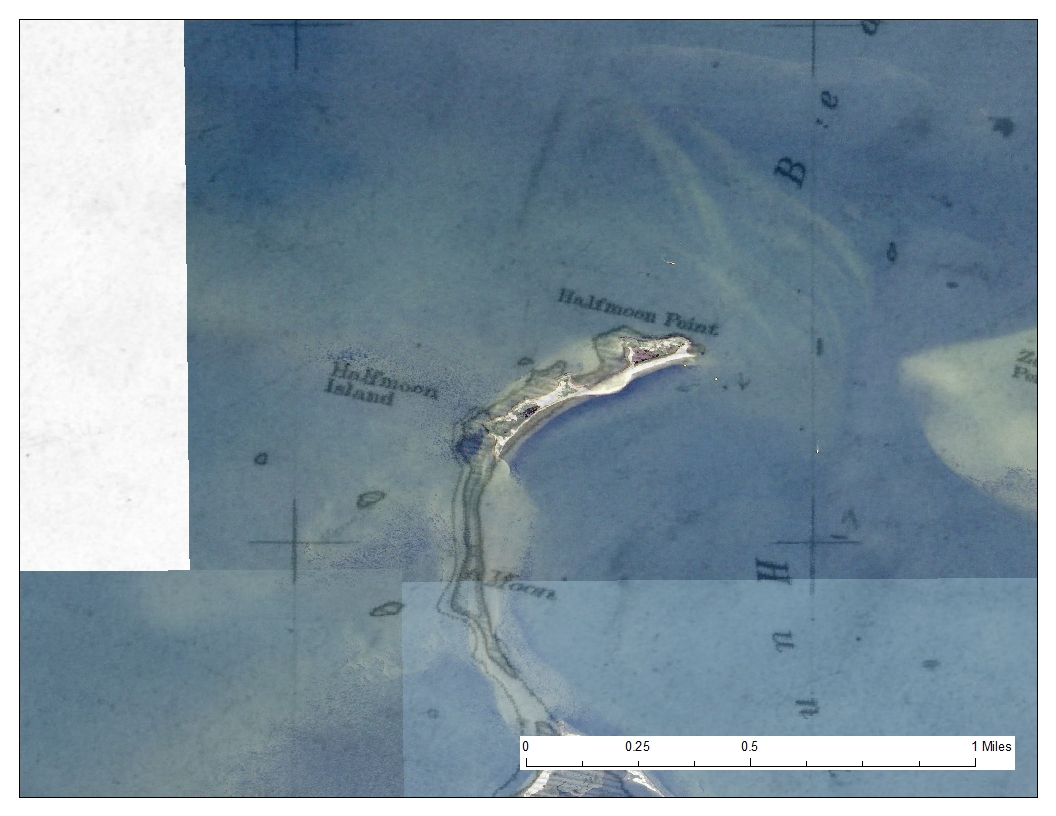 B
Halfmoon Point
Halfmoon
Island
H
u
n
0 0.25 0.5 1 Miles